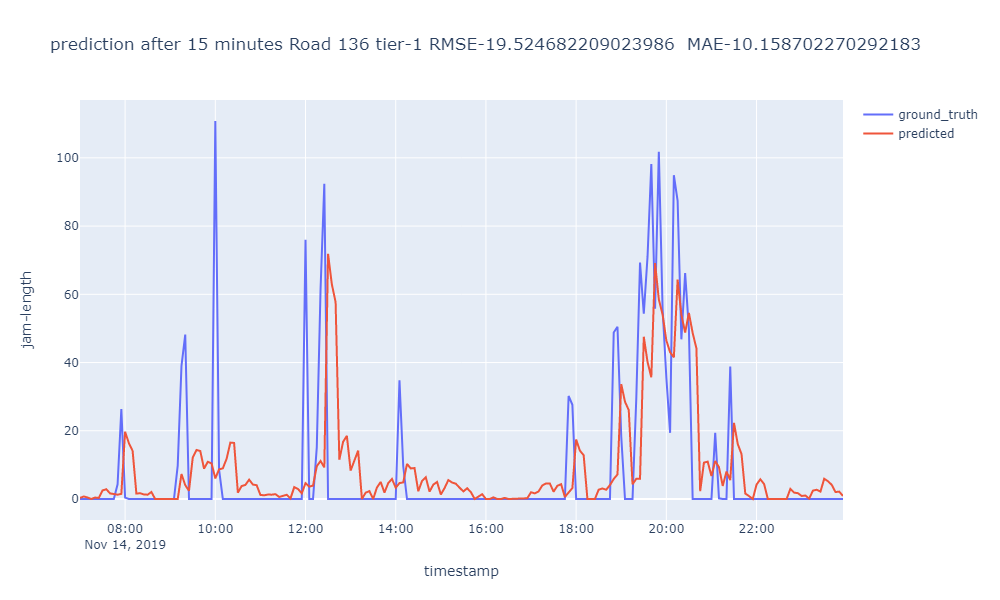 prediction after 15 minutes Road 136 tier-1 RMSE-19.524682209023986  MAE-10.158702270292183
ground_truth
predicted
jam-length
100
80
60
40
20
0
08:00 10:00 12:00 14:00 16:00 18:00 20:00 22:00
Nov 14, 2019
timestamp